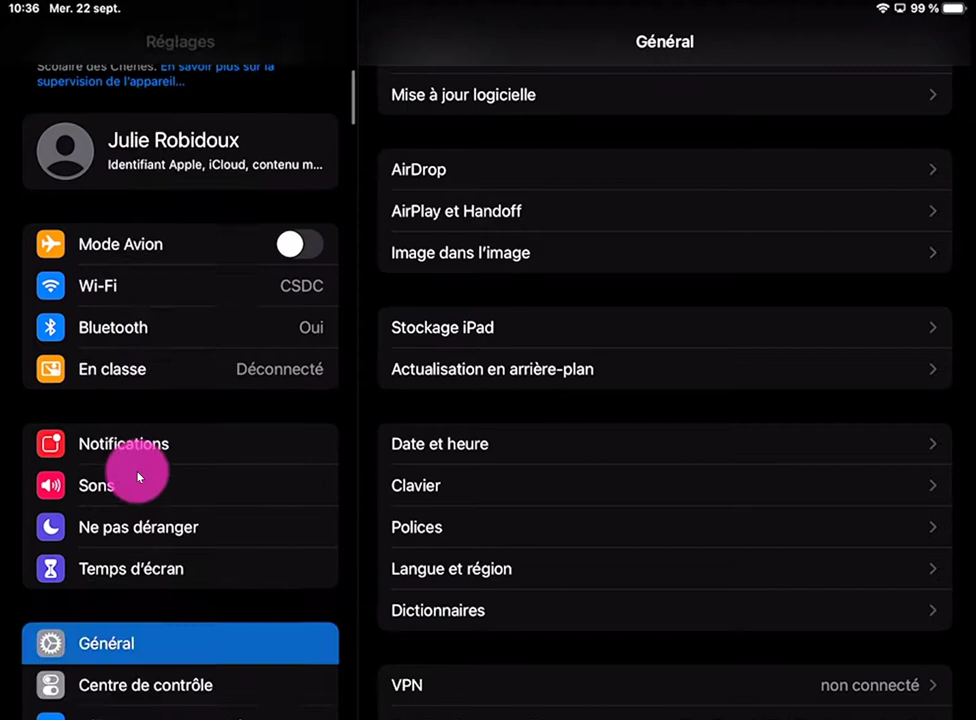 10:36 Mer. 22 sept.
99 %
Réglages
Scolaire des Chênes. En savoir plus sur la
supervision de l'appareil...
Julie Robidoux
Identifiant Apple, iCloud, contenu m...
Mode Avion
Wi-Fi CSDC
Bluetooth Oui
En classe Déconnecté
Notifications
Sons
Ne pas déranger
Temps d'écran
Général
Centre de contrôle
Général
Mise à jour logicielle
AirDrop
AirPlay et Handoff
Image dans l'image
Stockage iPad
Actualisation en arrière-plan
Date et heure
Clavier
Polices
Langue et région
Dictionnaires
VPN non connecté